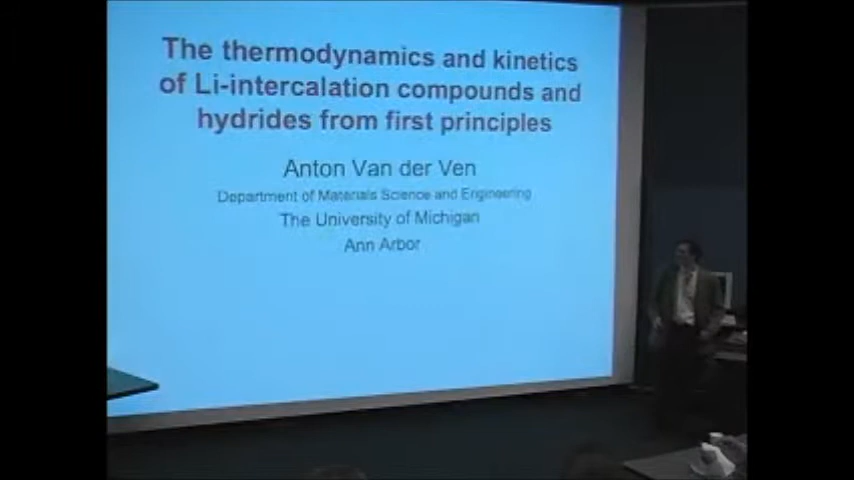 The thermodynamics and kinetics
of Li-intercalation compounds and
hydrides from first principles
Anton Van der Ven
Department of Materials Science and Engineering
The University of Michigan
Ann Arbor